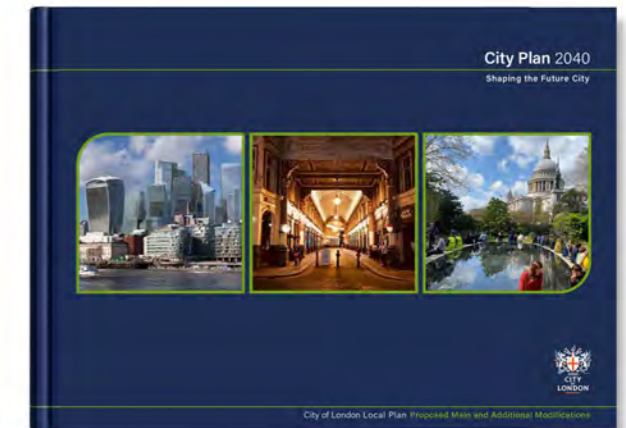 City Plan 2040
Shaping the Future City
CITY
OF
LONDON
City of London Local Plan Proposed Main and Additional Modifications